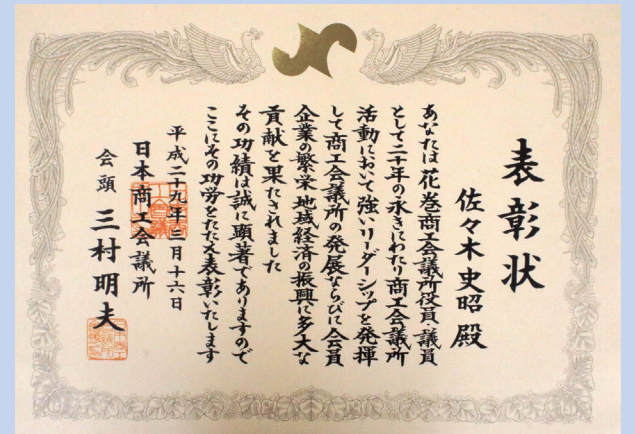 表彰状
佐々木史昭 殿
あなたは花巻商工会議所役員・議員
として二十年の永きにわたり商工会議所
活動において強いリーダーシップを発揮
して商工会議所の発展ならびに会員
企業の繁栄 地域経済の振興に多大な
貢献を果たされました
その功績は誠に顕著でありますので
ここにその功労をたたえ表彰いたします
平成二十九年三月十六日
日本商工会議所
会頭 三村明夫